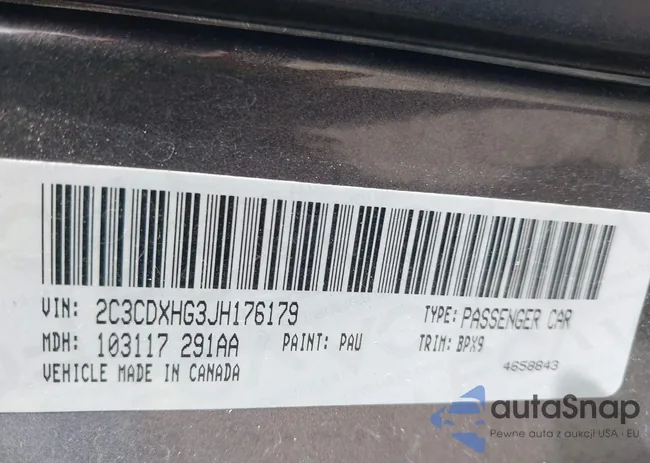 VIN: 2C3CDXHG3JH176179 TYPE: PASSENGER CAR
MDH: 103117 291AA PAINT: PAU TRIM: BPX9
VEHICLE MADE IN CANADA 4658843
autaSnap
Pewne auta z aukcji USA - EU